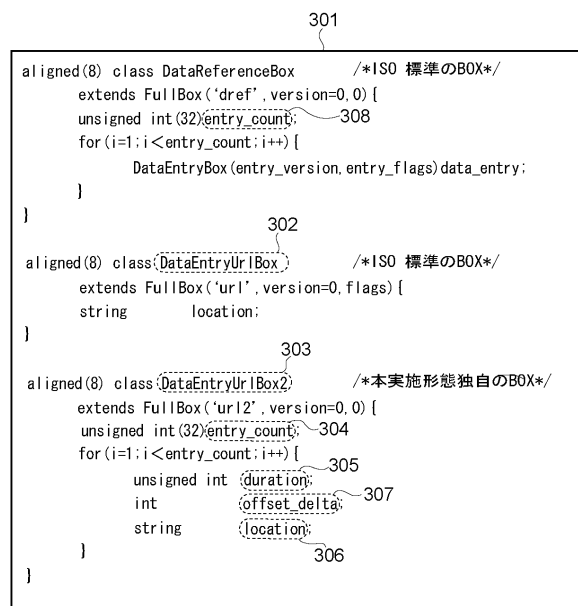 301
aligned(8) class DataReferenceBox /*ISO 標準のBOX*/
extends FullBox(‘dref’,version=0,0){
unsigned int(32)entry_count; 308
for(i=1;i<entry_count;i++){
DataEntryBox(entry_version,entry_flags)data_entry;
}
}
302
aligned(8) class DataEntryUrlBox /*ISO 標準のBOX*/
extends FullBox(‘url’,version=0,flags){
string location;
}
303
aligned(8) class DataEntryUrlBox2 /*本実施形態独自のBOX*/
extends FullBox(‘url2’,version=0,0){
unsigned int(32)entry_count; 304
for(i=1;i<entry_count;i++){ 305
unsigned int duration; 307
int offset_delta;
string location;
306
}
}